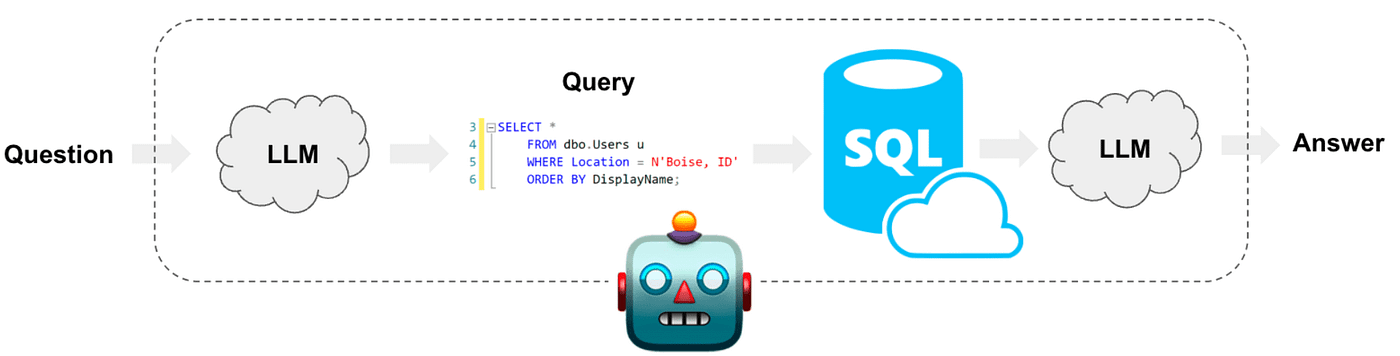 Question
LLM
Query
3 SELECT *
4 FROM dbo.Users u
5 WHERE Location = N'Boise, ID'
6 ORDER BY DisplayName;
SQL
LLM
Answer